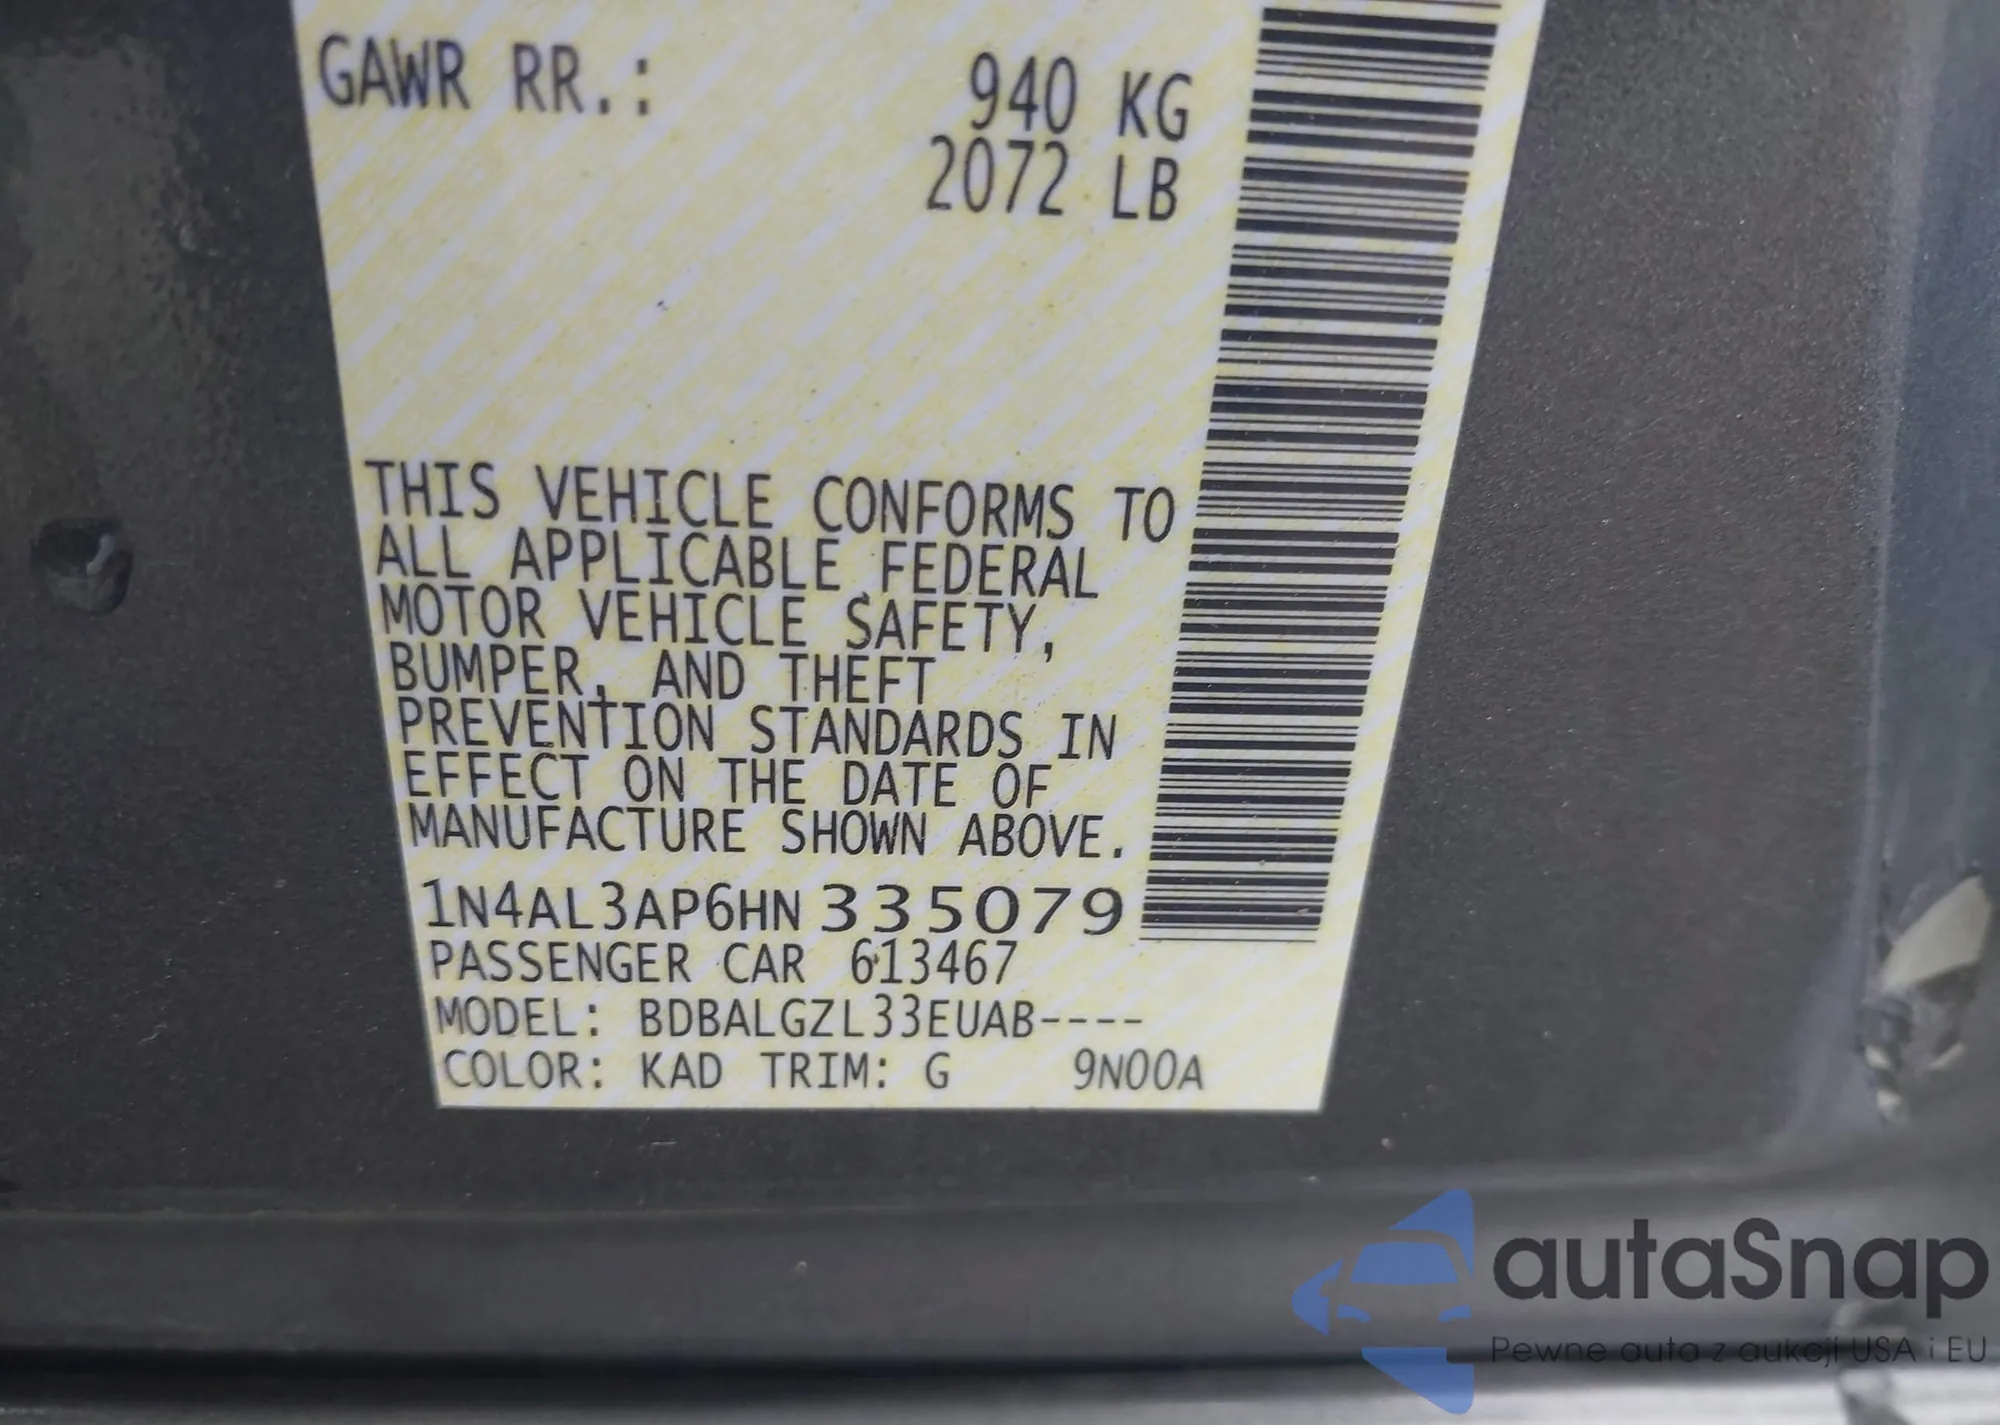 GAWR RR.: 940 KG
2072 LB
THIS VEHICLE CONFORMS TO
ALL APPLICABLE FEDERAL
MOTOR VEHICLE SAFETY,
BUMPER, AND THEFT
PREVENTION STANDARDS IN
EFFECT ON THE DATE OF
MANUFACTURE SHOWN ABOVE.
1N4AL3AP6HN335079
PASSENGER CAR 613467
MODEL: BDBALGZL33EUAB----
COLOR: KAD TRIM: G 9N00A
autaSnap
Pewne auta z aukcji USA i EU